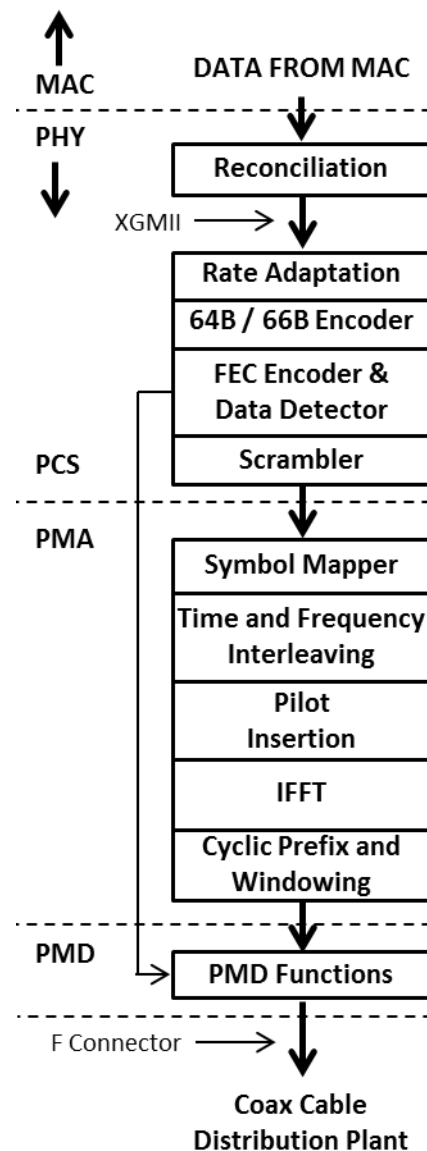 MAC
DATA FROM MAC
PHY
Reconciliation
XGMII
Rate Adaptation
64B / 66B Encoder
FEC Encoder &
Data Detector
PCS
Scrambler
PMA
Symbol Mapper
Time and Frequency
Interleaving
Pilot
Insertion
IFFT
Cyclic Prefix and
Windowing
PMD
PMD Functions
F Connector
Coax Cable
Distribution Plant